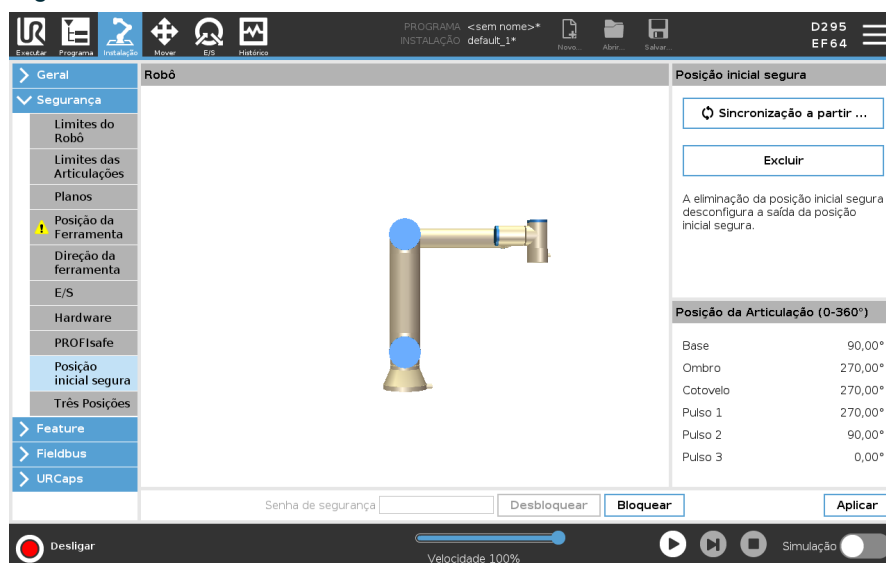 PROGRAMA <sem nome>*
INSTALAÇÃO default_1*
Executar Programa Instalação Mover E/S Histórico Novo... Abrir... Salvar...
D295
EF64
Geral
Segurança
Limites do
Robô
Limites das
Articulações
Planos
Posição da
Ferramenta
Direção da
ferramenta
E/S
Hardware
PROFIsafe
Posição
inicial segura
Três Posições
Feature
Fieldbus
URCaps
Robô
Posição inicial segura
Sincronização a partir ...
Excluir
A eliminação da posição inicial segura
desconfigura a saída da posição
inicial segura.
Posição da Articulação (0-360°)
Base 90,00°
Ombro 270,00°
Cotovelo 270,00°
Pulso 1 270,00°
Pulso 2 90,00°
Pulso 3 0,00°
Senha de segurança Desbloquear Bloquear Aplicar
Desligar
Velocidade 100%
Simulação